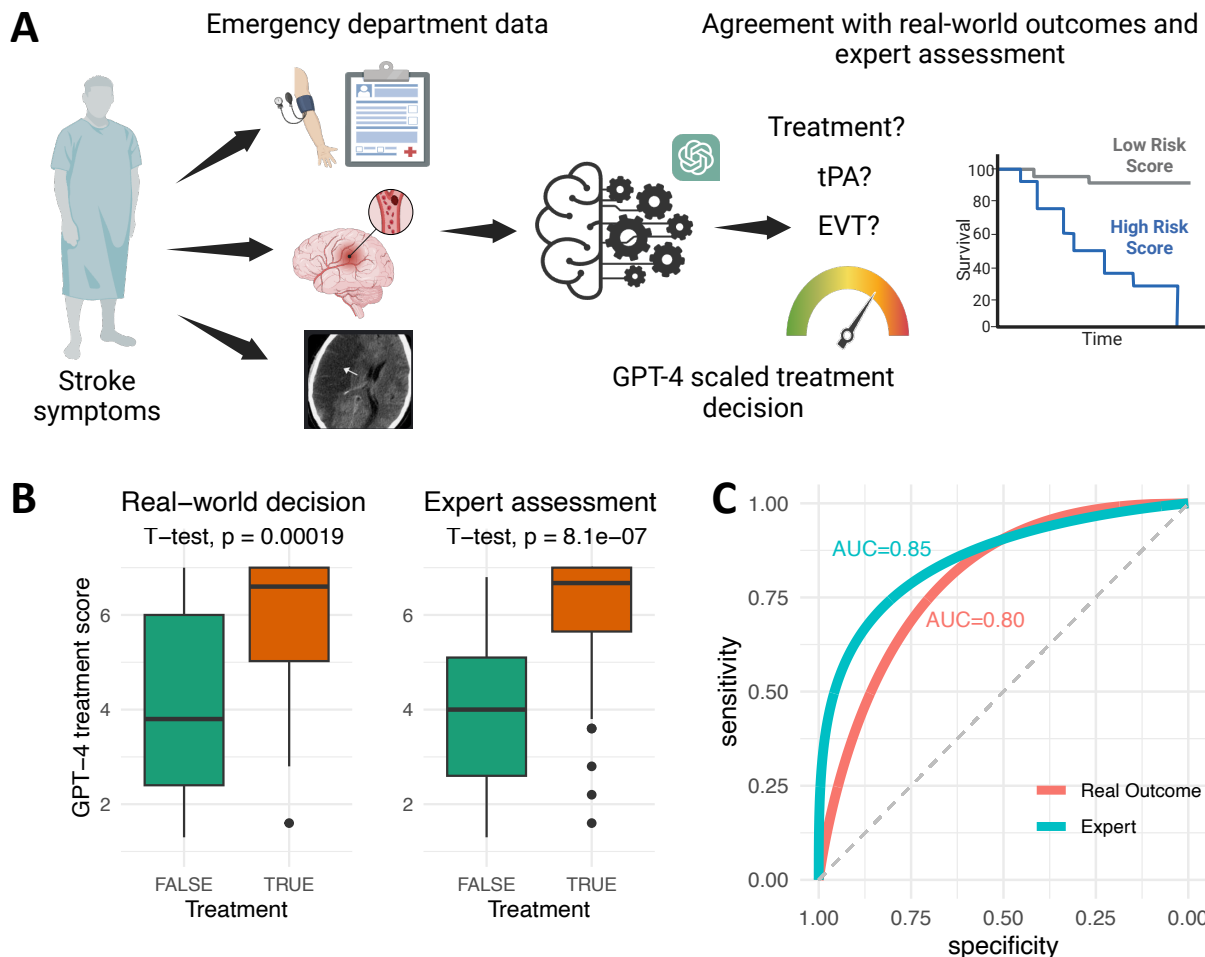 A
Emergency department data
Agreement with real-world outcomes and
expert assessment
Stroke
symptoms
Treatment?
tPA?
EVT?
GPT-4 scaled treatment
decision
100
80
60
40
20
0
Survival
Time
Low Risk
Score
High Risk
Score
B
Real−world decision
T−test, p = 0.00019
Expert assessment
T−test, p = 8.1e−07
GPT−4 treatment score
6
4
2
FALSE
TRUE
Treatment
6
4
2
FALSE
TRUE
Treatment
C
1.00
0.75
0.50
0.25
0.00
sensitivity
AUC=0.85
AUC=0.80
Real Outcome
Expert
1.00
0.75
0.50
0.25
0.00
specificity